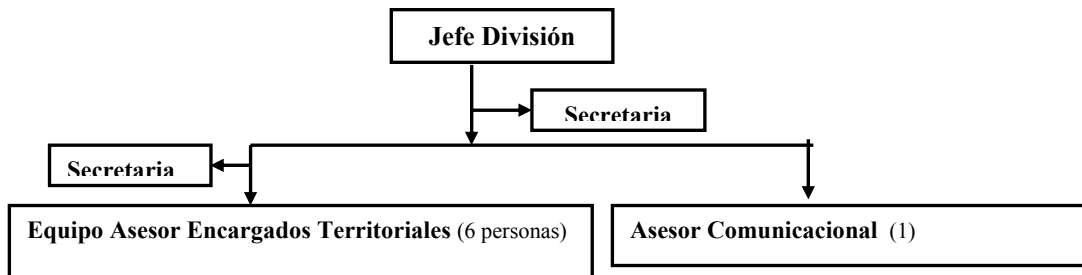 Jefe División
Secretaria
Secretaria
Equipo Asesor Encargados Territoriales (6 personas)
Asesor Comunicacional (1)